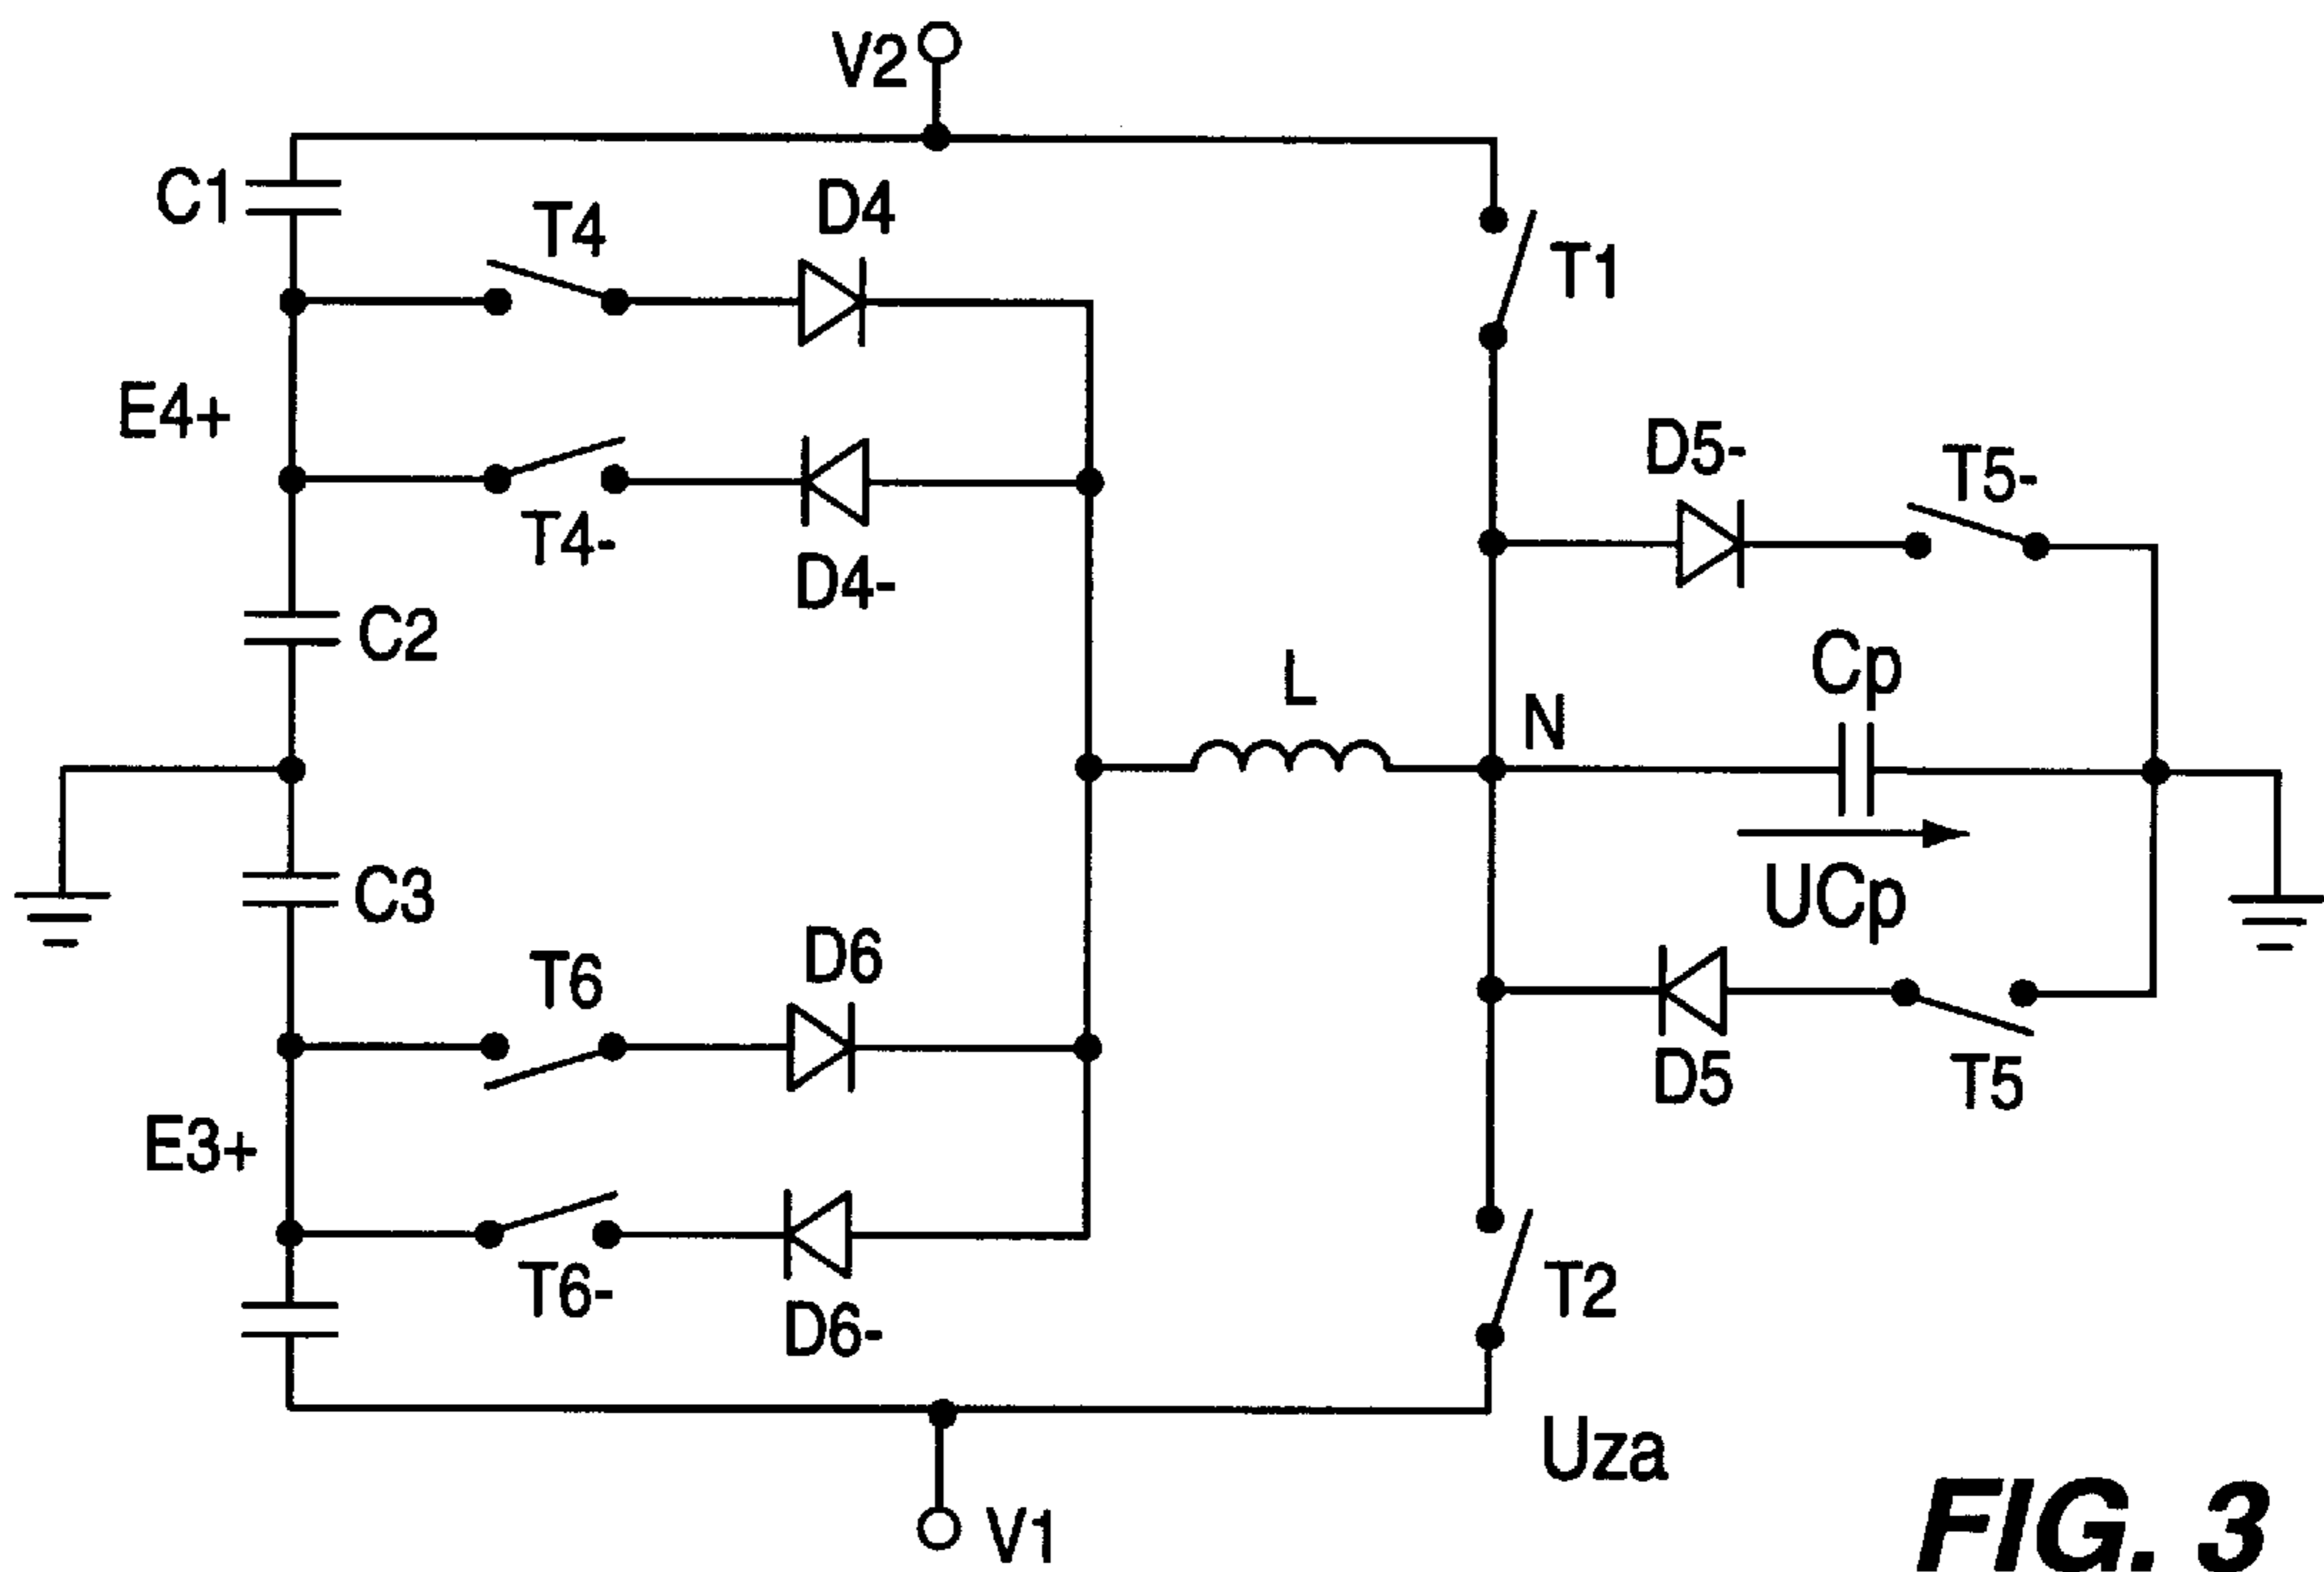 V2
C1
T4
D4
T1
E4+
D5-
T5-
T4-
D4-
C2
Cp
L
N
C3
UCp
T6
D6
D5
T5
E3+
T6-
D6-
T2
Uza
V1
FIG. 3